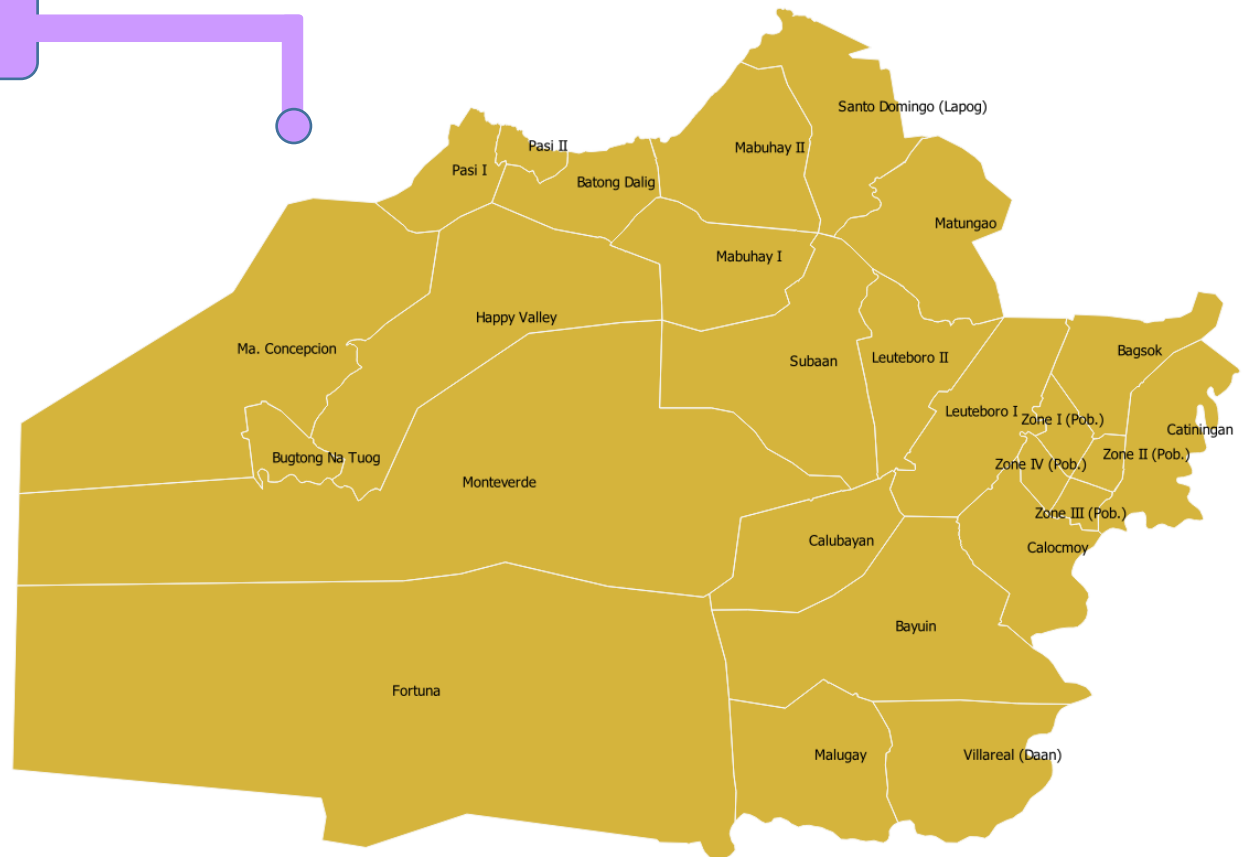 Santo Domingo (Lapog)
Pasi II
Mabuhay II
Pasi I
Batong Dalig
Matungao
Mabuhay I
Happy Valley
Ma. Concepcion
Bagsok
Subaan
Leuteboro II
Leuteboro I
Zone I (Pob.)
Catiningan
Bugtong Na Tuog
Zone II (Pob.)
Zone IV (Pob.)
Monteverde
Zone III (Pob.)
Calubayan
Calocmoy
Bayuin
Fortuna
Malugay
Villareal (Daan)